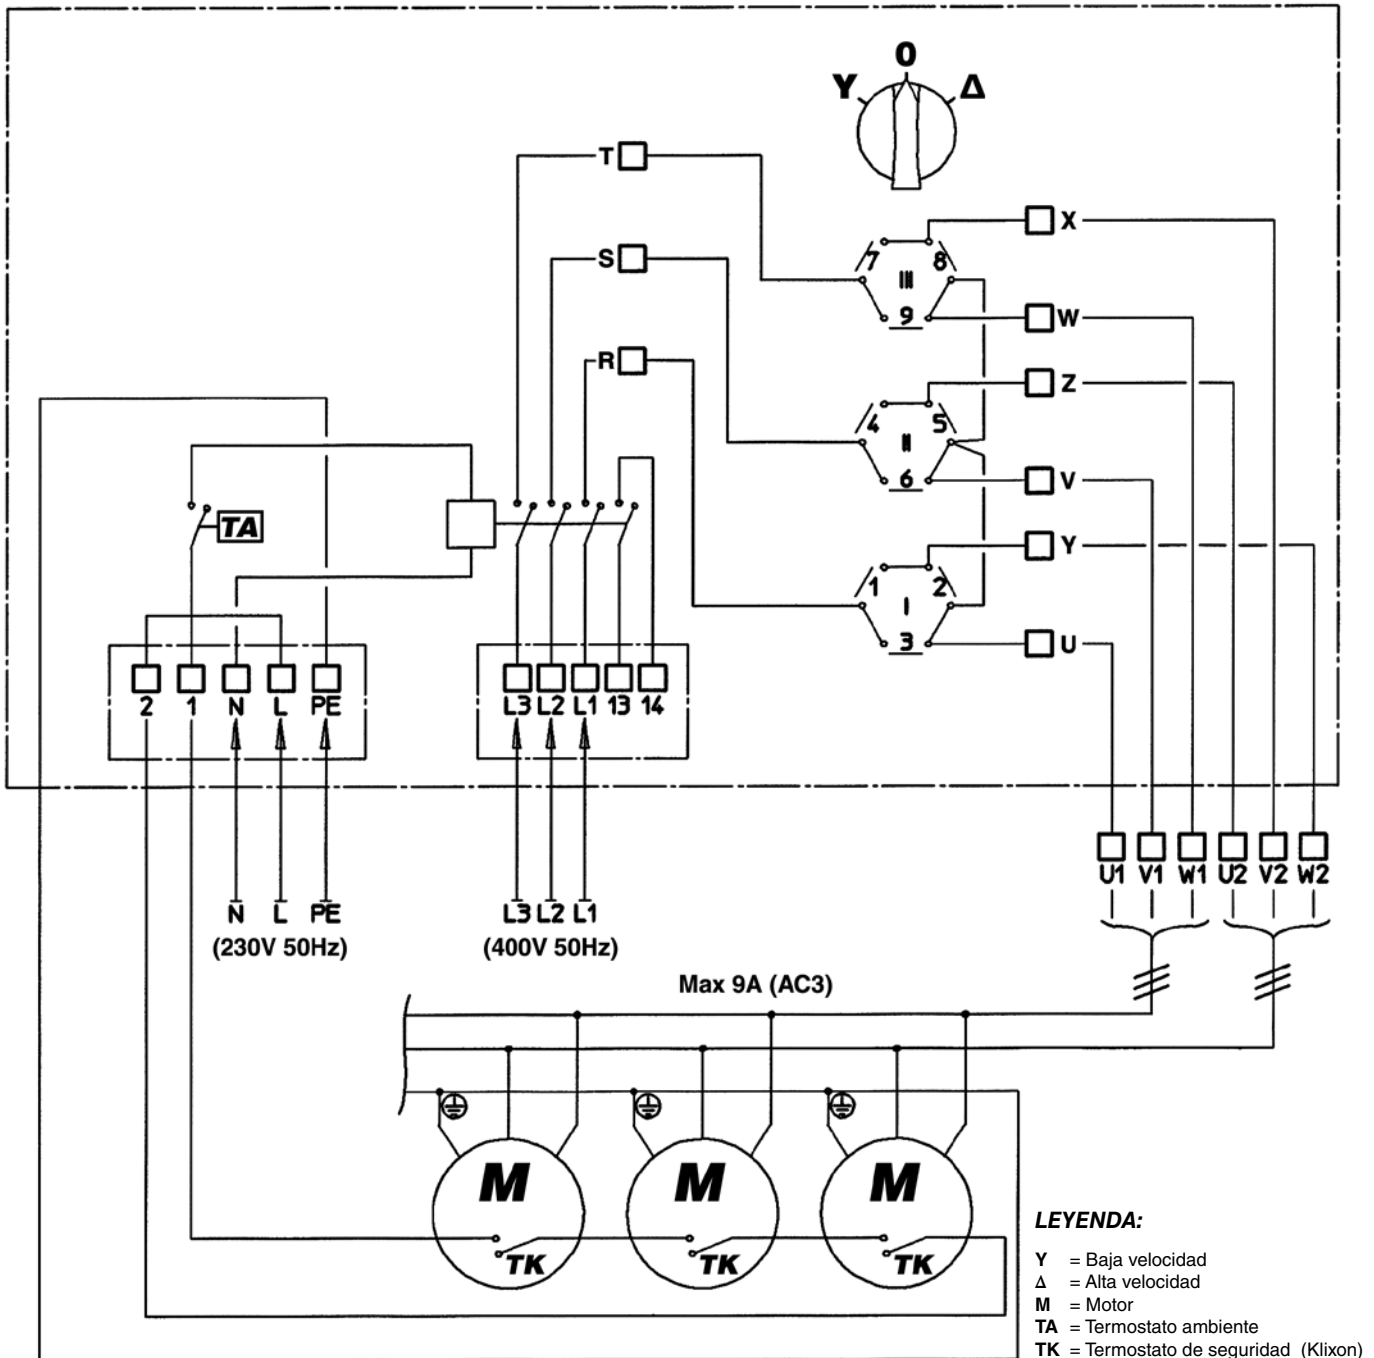 O
Y Δ
T
X
7 8
III
9
S
W
R
Z
4 5
II
6
V
TA
Y
1 2
I
3
U
2 1 N L PE
L3 L2 L1 13 14
U1 V1 W1 U2 V2 W2
N L PE
L3 L2 L1
(230V 50Hz)
(400V 50Hz)
Max 9A (AC3)
M M M
TK TK TK
LEYENDA:
Y = Baja velocidad
Δ = Alta velocidad
M = Motor
TA = Termostato ambiente
TK = Termostato de seguridad (Klixon)